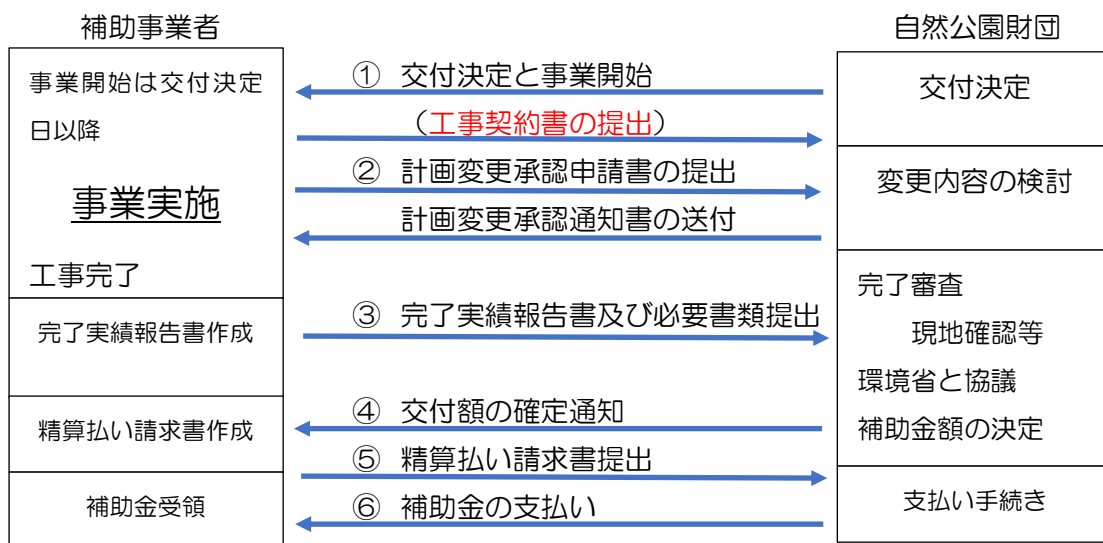 補助事業者
自然公園財団
事業開始は交付決定
日以降
事業実施
工事完了
完了実績報告書作成
精算払い請求書作成
補助金受領
① 交付決定と事業開始
（工事契約書の提出）
② 計画変更承認申請書の提出
計画変更承認通知書の送付
③ 完了実績報告書及び必要書類提出
④ 交付額の確定通知
⑤ 精算払い請求書提出
⑥ 補助金の支払い
交付決定
変更内容の検討
完了審査
現地確認等
環境省と協議
補助金額の決定
支払い手続き